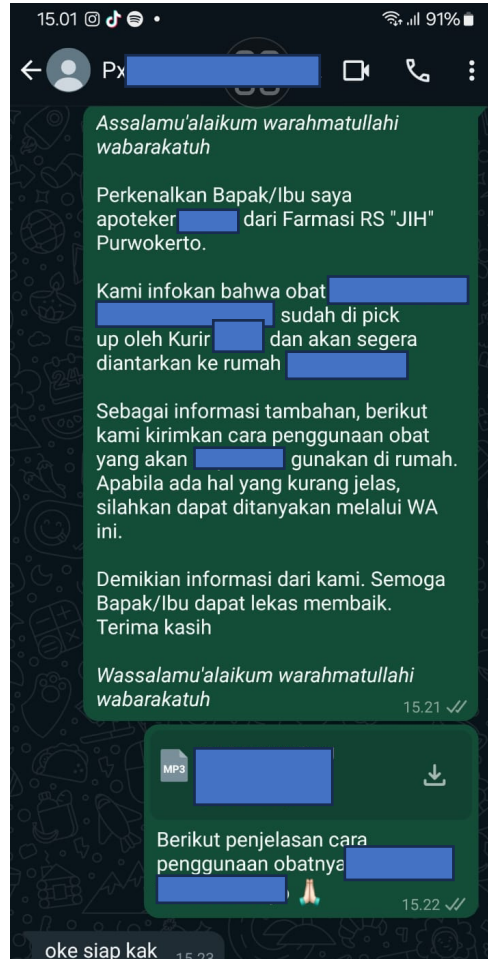 15.01
91%
Px
Assalamu'alaikum warahmatullahi
wabarakatuh
Perkenalkan Bapak/Ibu saya
apoteker dari Farmasi RS "JIH"
Purwokerto.
Kami infokan bahwa obat
sudah di pick
up oleh Kurir dan akan segera
diantarkan ke rumah
Sebagai informasi tambahan, berikut
kami kirimkan cara penggunaan obat
yang akan gunakan di rumah.
Apabila ada hal yang kurang jelas,
silahkan dapat ditanyakan melalui WA
ini.
Demikian informasi dari kami. Semoga
Bapak/Ibu dapat lekas membaik.
Terima kasih
Wassalamu'alaikum warahmatullahi
wabarakatuh
15.21
MP3
Berikut penjelasan cara
penggunaan obatnya
15.22
oke siap kak 15.23